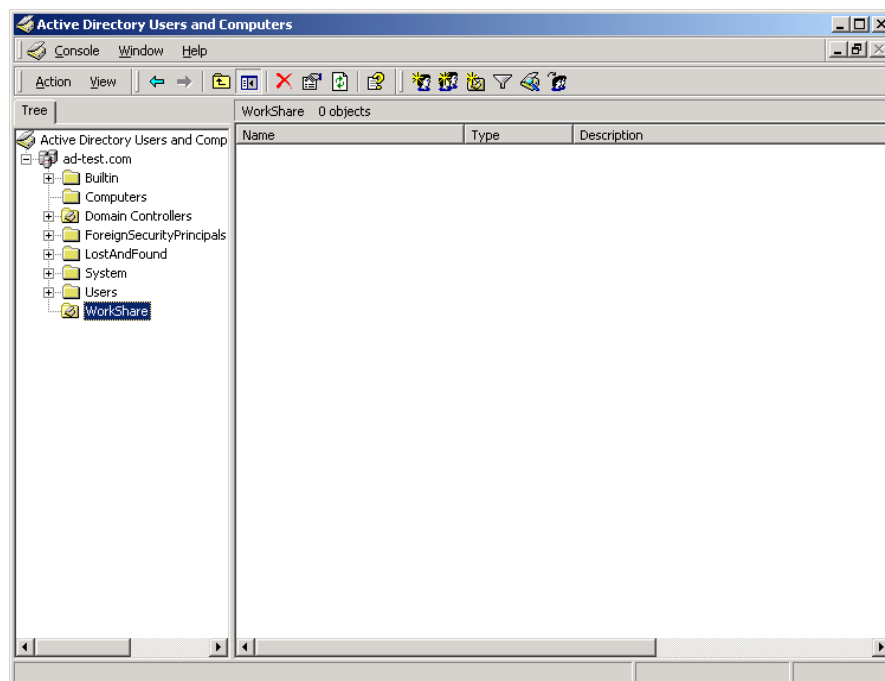 Active Directory Users and Computers
Console Window Help
Action View
Tree
WorkShare 0 objects
Active Directory Users and Comp
Name Type Description
ad-test.com
Builtin
Computers
Domain Controllers
ForeignSecurityPrincipals
LostAndFound
System
Users
WorkShare